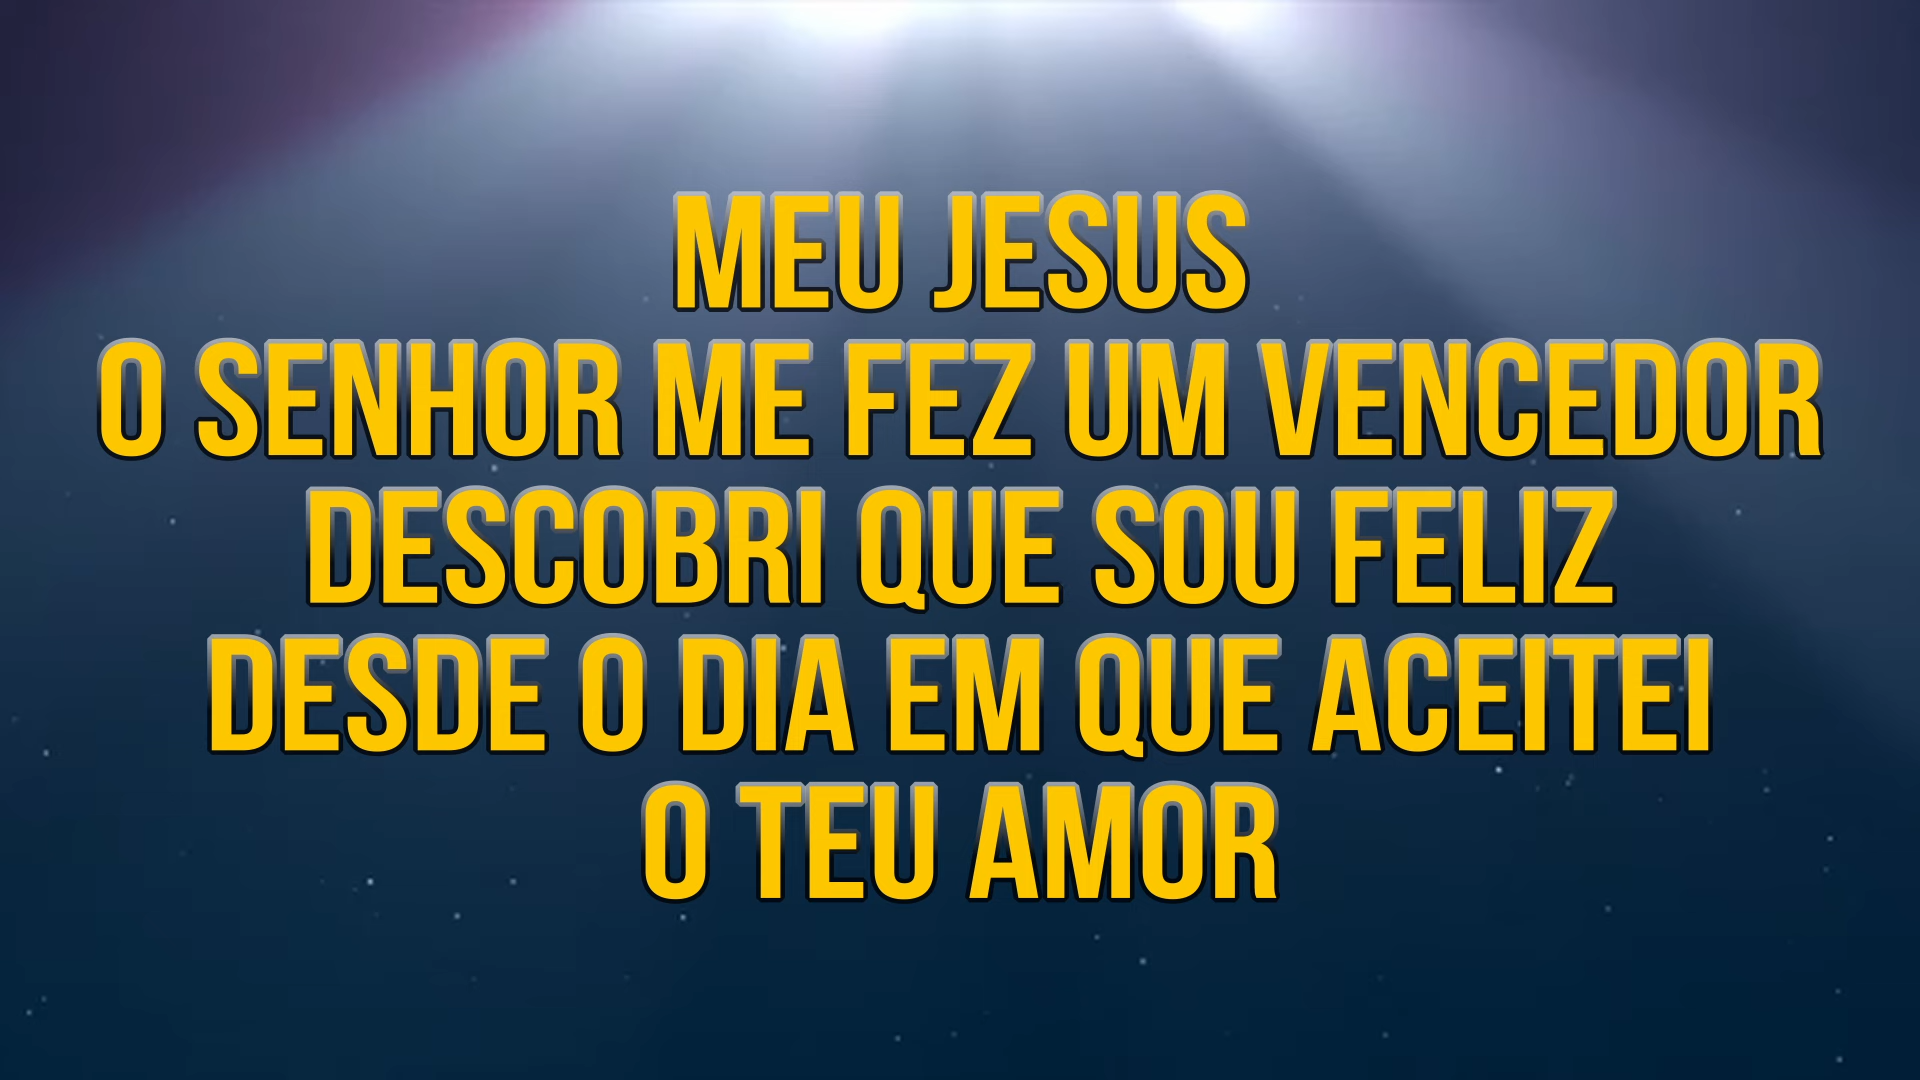 MEU JESUS
O SENHOR ME FEZ UM VENCEDOR
DESCOBRI QUE SOU FELIZ
DESDE O DIA EM QUE ACEITEI
O TEU AMOR